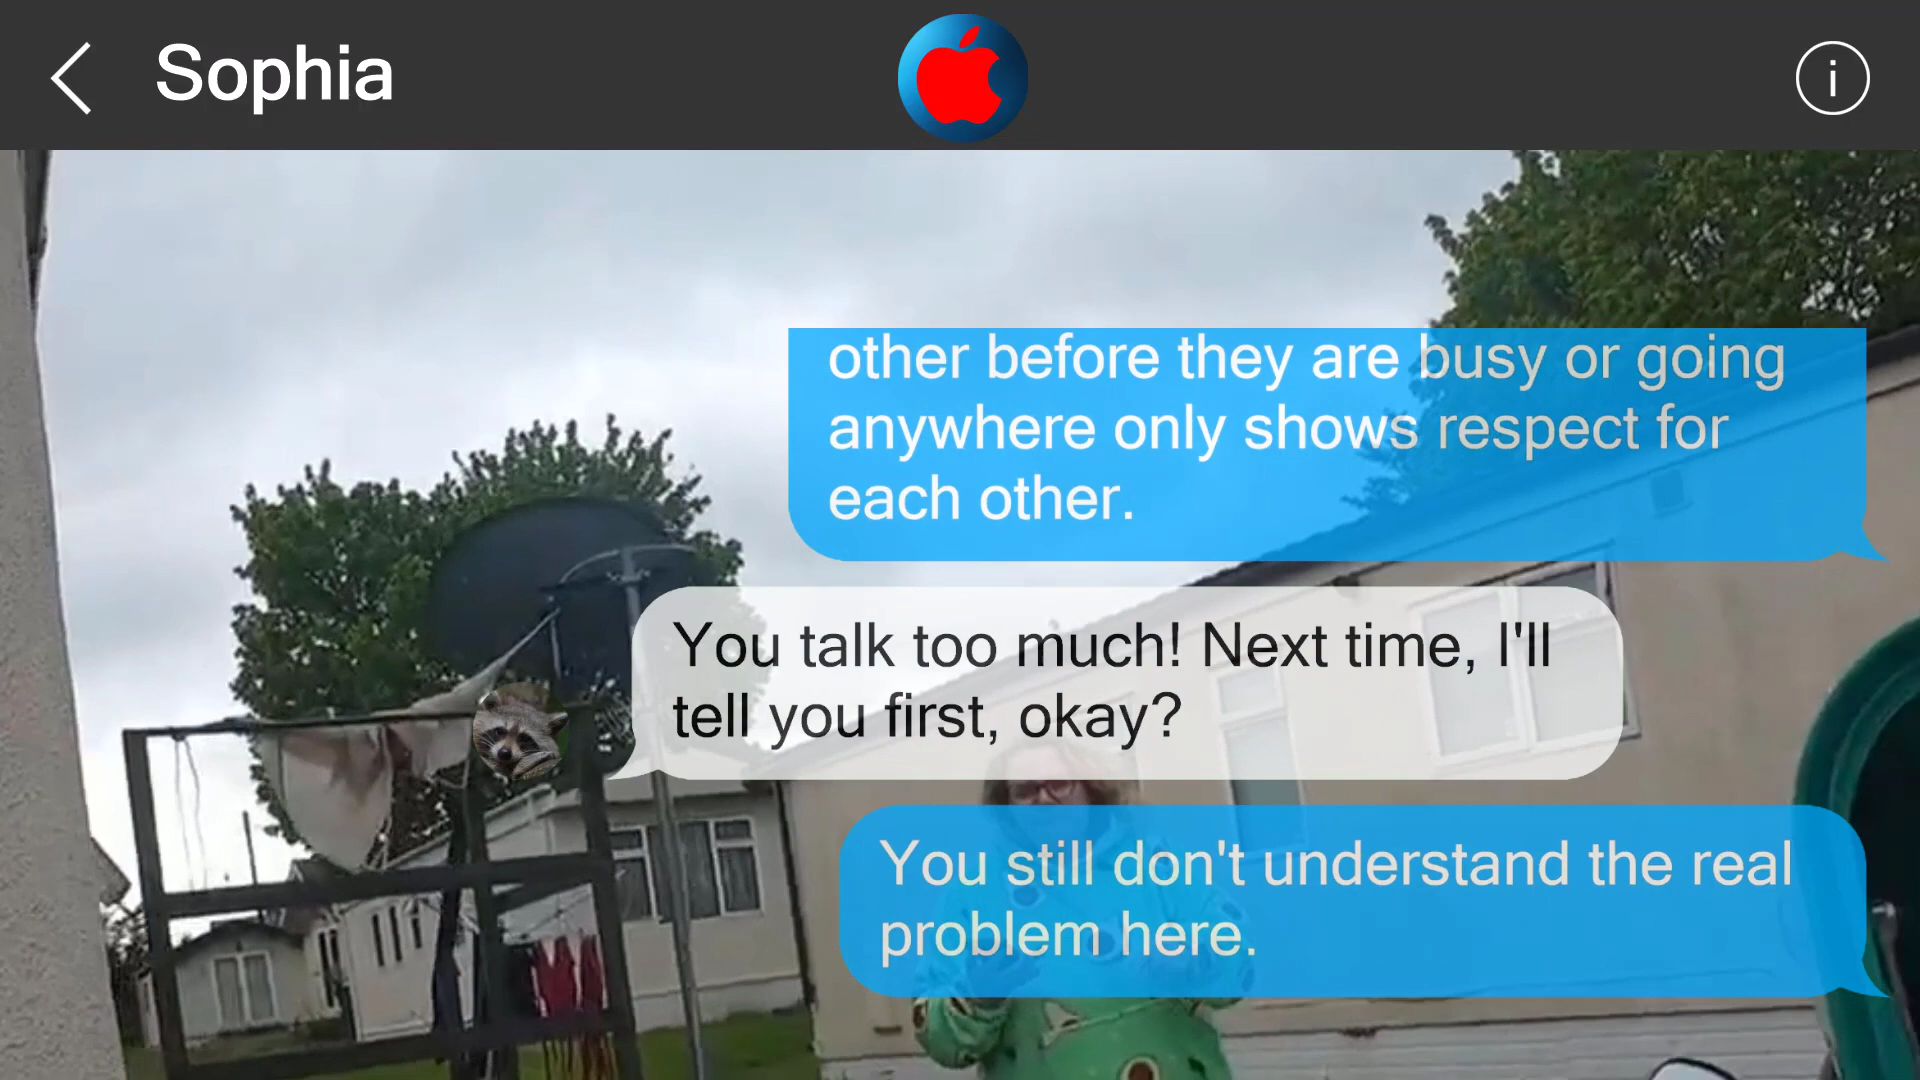 Sophia
other before they are busy or going
anywhere only shows respect for
each other.
You talk too much! Next time, I'll
tell you first, okay?
You still don't understand the real
problem here.